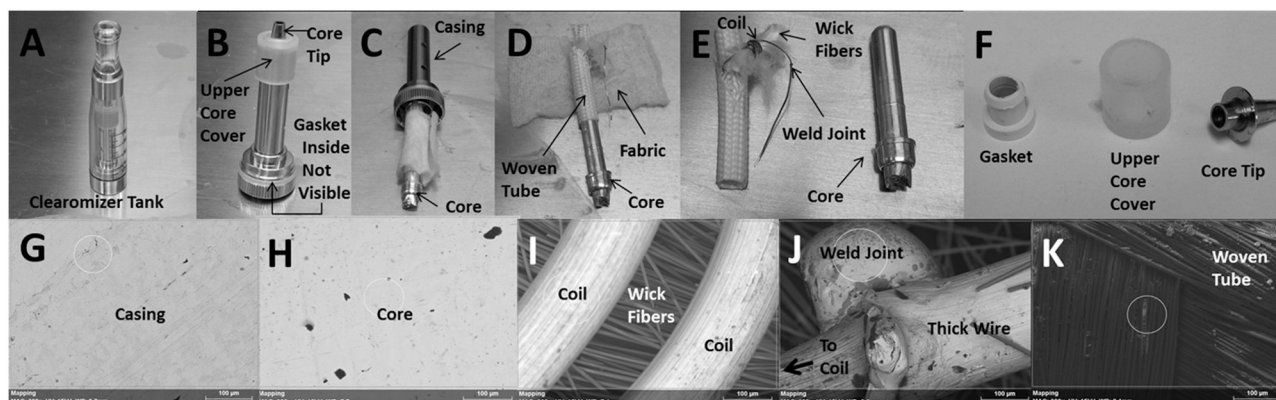 A
Clearomizer Tank
B
Core
Tip
Upper
Core
Cover
Gasket
Inside
Not
Visible
C
Casing
Core
D
Woven
Tube
Fabric
Core
E
Coil
Wick
Fibers
Weld Joint
Core
F
Gasket
Upper
Core
Cover
Core Tip
G
Casing
Mapping
100 µm
H
Core
Mapping
100 µm
I
Coil
Wick
Fibers
Coil
Mapping
100 µm
J
Weld Joint
Thick Wire
To
Coil
Mapping
100 µm
K
Woven
Tube
Mapping
100 µm